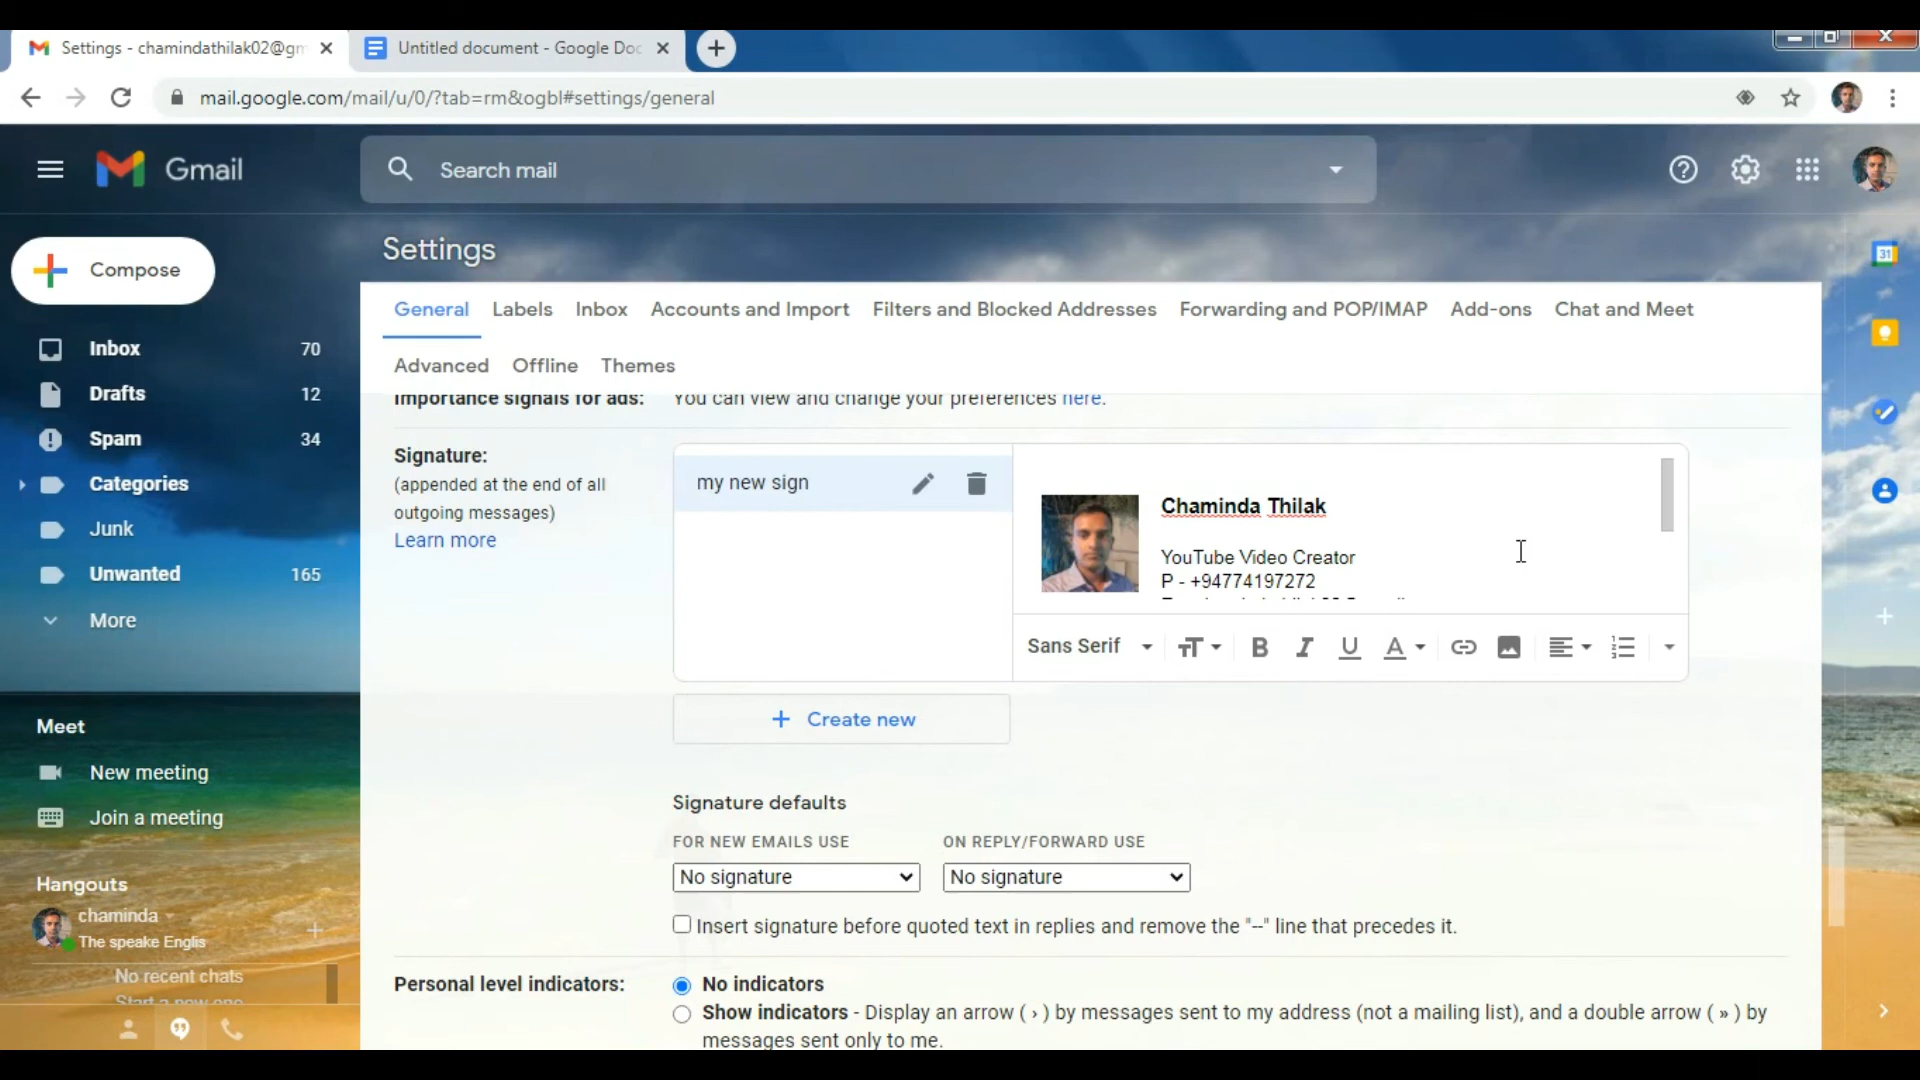 Settings - chamindathilak02@gm
Untitled document - Google Doc
mail.google.com/mail/u/0/?tab=rm&ogbl#settings/general
Gmail
Search mail
Settings
Compose
General Labels Inbox Accounts and Import Filters and Blocked Addresses Forwarding and POP/IMAP Add-ons Chat and Meet
Advanced Offline Themes
Inbox 70
Drafts 12
Spam 34
Categories
Junk
Unwanted 165
More
Meet
New meeting
Join a meeting
Hangouts
chaminda
The speake Englis
No recent chats
Start a new one
Importance signals for ads: You can view and change your preferences here.
Signature:
(appended at the end of all
outgoing messages)
Learn more
my new sign
Chaminda Thilak
YouTube Video Creator
P - +94774197272
Sans Serif
Create new
Signature defaults
FOR NEW EMAILS USE ON REPLY/FORWARD USE
No signature No signature
Insert signature before quoted text in replies and remove the "--" line that precedes it.
Personal level indicators: No indicators
Show indicators - Display an arrow ( › ) by messages sent to my address (not a mailing list), and a double arrow ( » ) by
messages sent only to me.
31